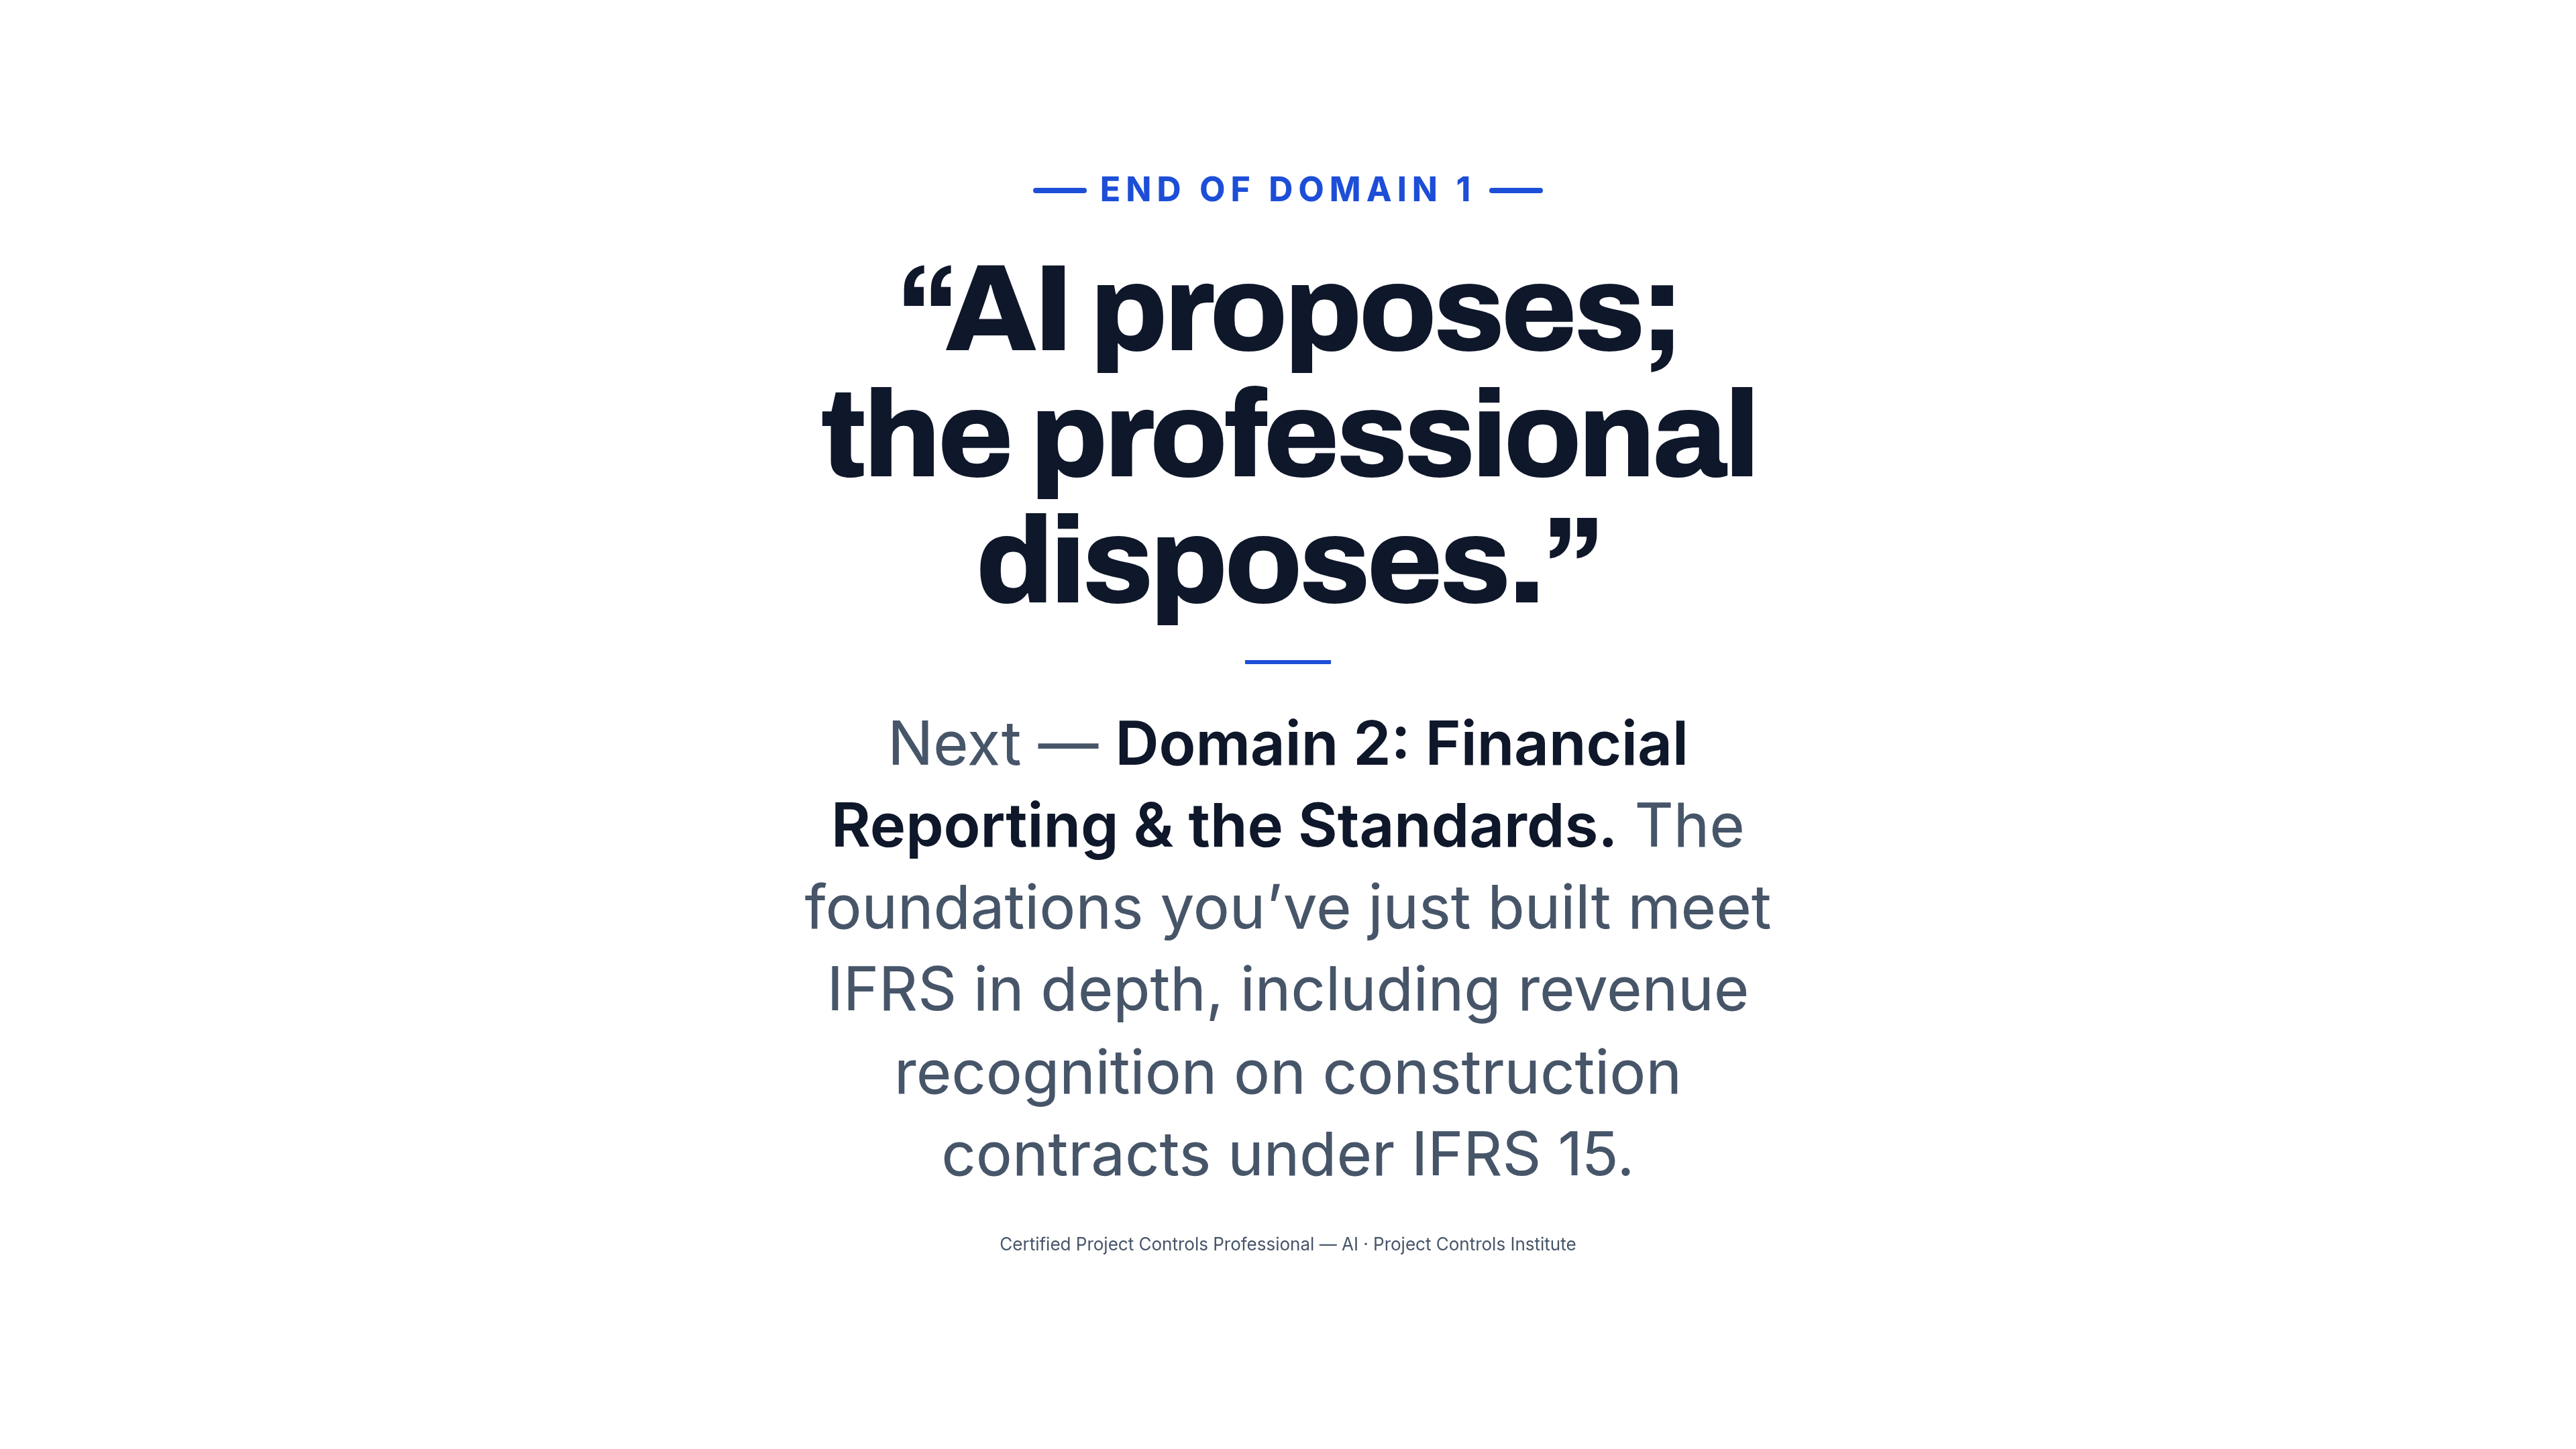 END OF DOMAIN 1
“AI proposes;
the professional
disposes.”
Next — Domain 2: Financial
Reporting & the Standards. The
foundations you’ve just built meet
IFRS in depth, including revenue
recognition on construction
contracts under IFRS 15.
Certified Project Controls Professional — AI · Project Controls Institute